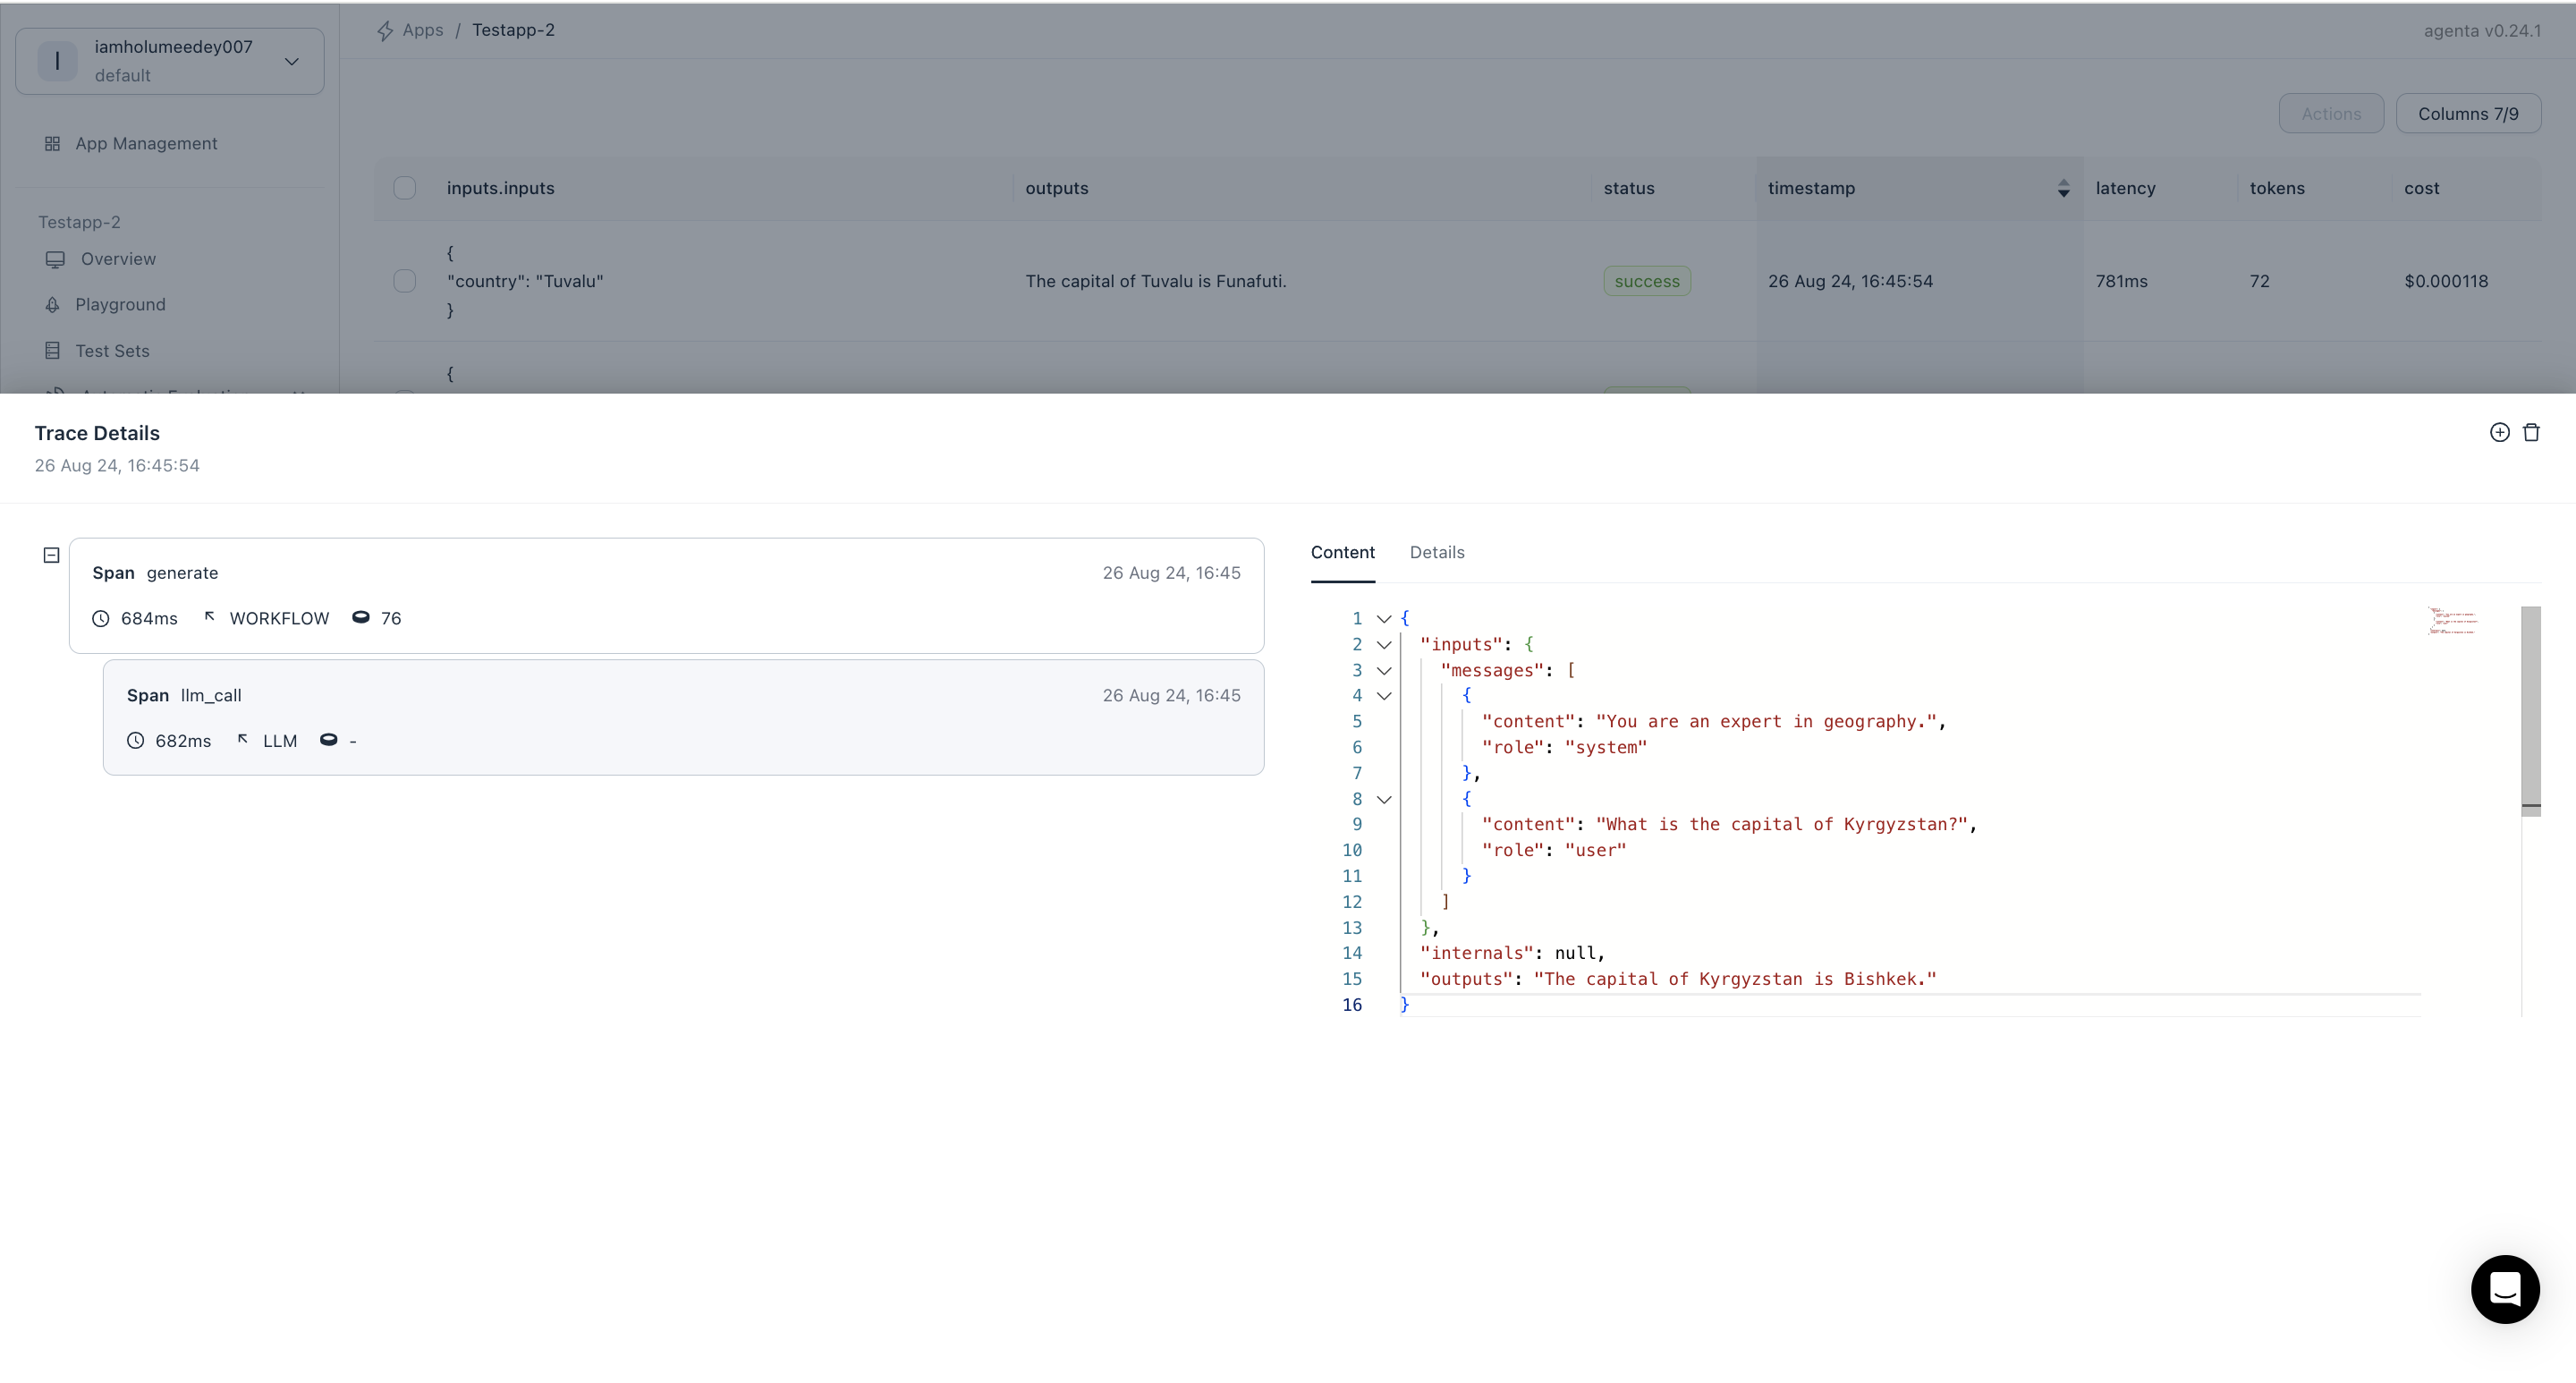 I
iamholumeedey007
default
App Management
Testapp-2
Overview
Playground
Test Sets
Apps / Testapp-2
agenta v0.24.1
Actions
Columns 7/9
inputs.inputs outputs status timestamp latency tokens cost
{
"country": "Tuvalu"
}
The capital of Tuvalu is Funafuti.
success
26 Aug 24, 16:45:54
781ms
72
$0.000118
{
Trace Details
26 Aug 24, 16:45:54
Span generate 26 Aug 24, 16:45
684ms WORKFLOW 76
Span llm_call 26 Aug 24, 16:45
682ms LLM -
Content Details
1 {
2 "inputs": {
3 "messages": [
4 {
5 "content": "You are an expert in geography.",
6 "role": "system"
7 },
8 {
9 "content": "What is the capital of Kyrgyzstan?",
10 "role": "user"
11 }
12 ]
13 },
14 "internals": null,
15 "outputs": "The capital of Kyrgyzstan is Bishkek."
16 }